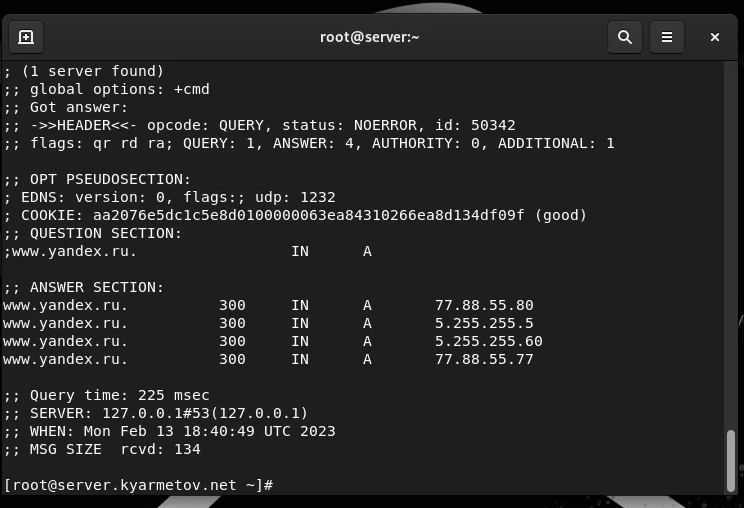 root@server:~
; (1 server found)
;; global options: +cmd
;; Got answer:
;; ->>HEADER<<- opcode: QUERY, status: NOERROR, id: 50342
;; flags: qr rd ra; QUERY: 1, ANSWER: 4, AUTHORITY: 0, ADDITIONAL: 1

;; OPT PSEUDOSECTION:
; EDNS: version: 0, flags:; udp: 1232
; COOKIE: aa2076e5dc1c5e8d0100000063ea84310266ea8d134df09f (good)
;; QUESTION SECTION:
;www.yandex.ru.                 IN      A

;; ANSWER SECTION:
www.yandex.ru.          300     IN      A       77.88.55.80
www.yandex.ru.          300     IN      A       5.255.255.5
www.yandex.ru.          300     IN      A       5.255.255.60
www.yandex.ru.          300     IN      A       77.88.55.77

;; Query time: 225 msec
;; SERVER: 127.0.0.1#53(127.0.0.1)
;; WHEN: Mon Feb 13 18:40:49 UTC 2023
;; MSG SIZE  rcvd: 134

[root@server.kyarmetov.net ~]#